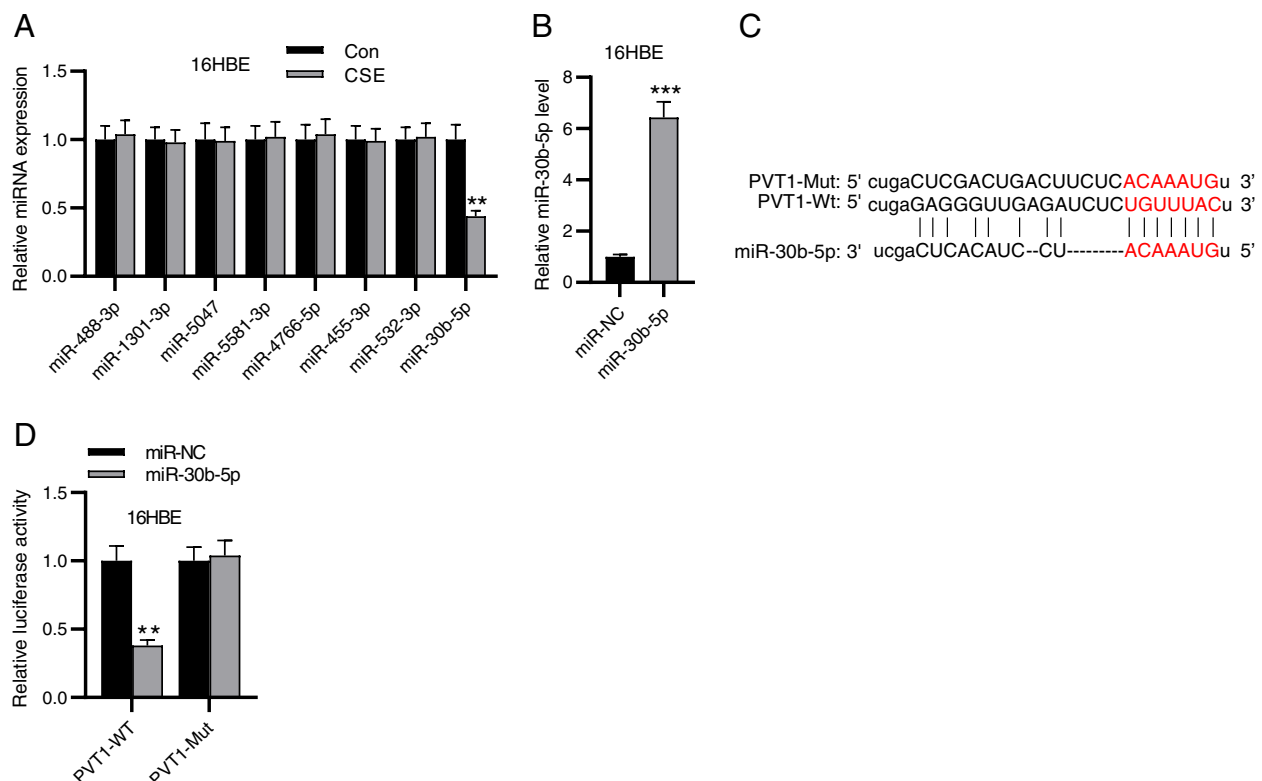 A
16HBE
Con
CSE
Relative miRNA expression
1.5
1.0
0.5
0.0
**
miR-488-3p
miR-1301-3p
miR-5047
miR-5581-3p
miR-4766-5p
miR-455-3p
miR-532-3p
miR-30b-5p
B
16HBE
Relative miR-30b-5p level
8
6
4
2
0
***
miR-NC
miR-30b-5p
C
PVT1-Mut: 5' cugaCUCGACUGACUUCUCACAAAUGu 3’
PVT1-Wt: 5' cugaGAGGGUUGAGAUCUCUGUUUACu 3’
miR-30b-5p: 3' ucgaCUCACAUC--CU---------ACAAAUGu 5’
D
miR-NC
miR-30b-5p
16HBE
Relative luciferase activity
1.5
1.0
0.5
0.0
**
PVT1-WT
PVT1-Mut